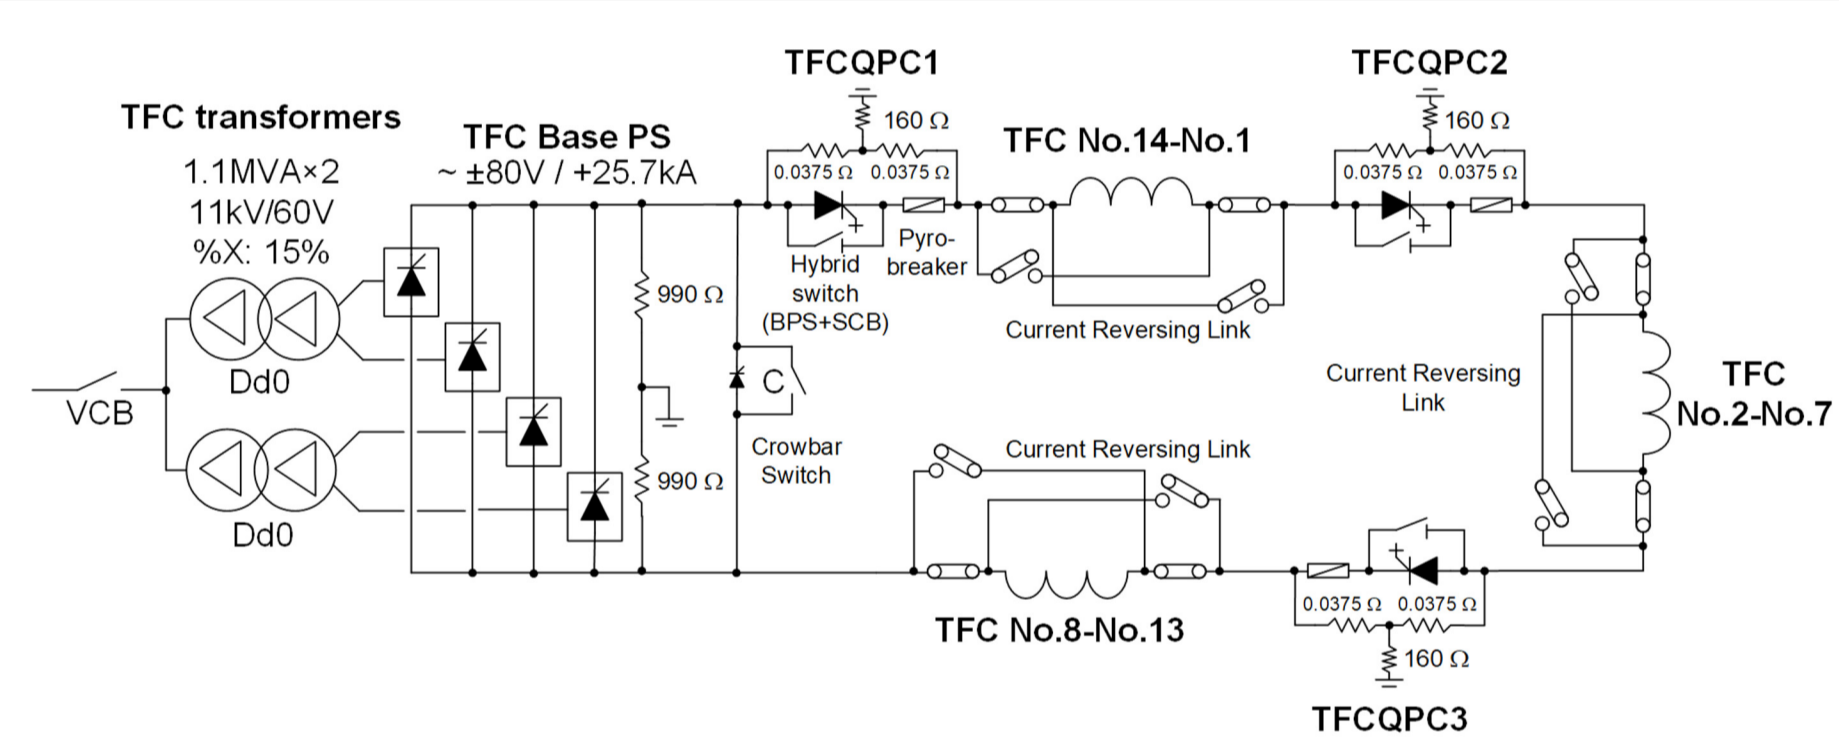 TFCQPC1
TFCQPC2
TFC transformers
1.1MVA×2
11kV/60V
%X: 15%
TFC Base PS
~ ±80V / +25.7kA
160 Ω
TFC No.14-No.1
160 Ω
0.0375 Ω 0.0375 Ω
0.0375 Ω 0.0375 Ω
Pyro-
breaker
Hybrid
switch
(BPS+SCB)
990 Ω
Current Reversing Link
Dd0
VCB
C
Current Reversing
Link
TFC
No.2-No.7
Crowbar
Switch
Current Reversing Link
990 Ω
Dd0
TFC No.8-No.13
0.0375 Ω 0.0375 Ω
160 Ω
TFCQPC3